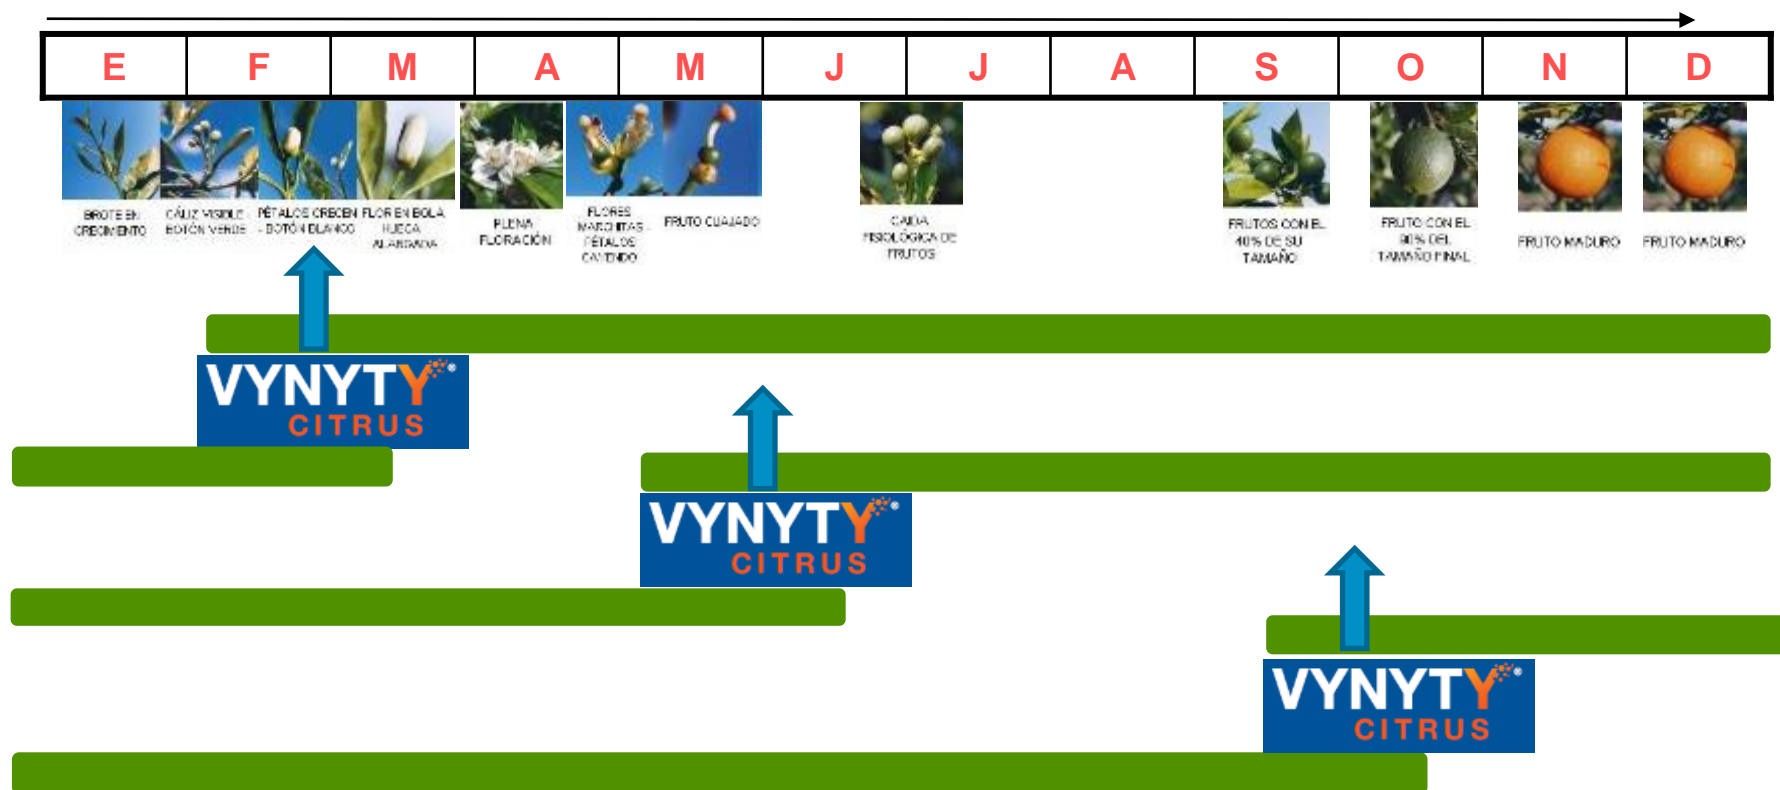 E F M A M J J A S O N D
BROTE EN
CRECIMIENTO
CÁLIZ VISIBLE -
BOTÓN VERDE
PÉTALOS CRECEN
- BOTÓN BLANCO
FLOR EN BOLA
HUECA
ALARGADA
PLENA
FLORACIÓN
FLORES
MARCHITAS -
PÉTALOS
CAYENDO
FRUTO CUAJADO
CAIDA
FISIOLÓGICA DE
FRUTOS
FRUTOS CON EL
40% DE SU
TAMAÑO
FRUTO CON EL
90% DEL
TAMAÑO FINAL
FRUTO MADURO
FRUTO MADURO
VYNYTY®
CITRUS
VYNYTY®
CITRUS
VYNYTY®
CITRUS